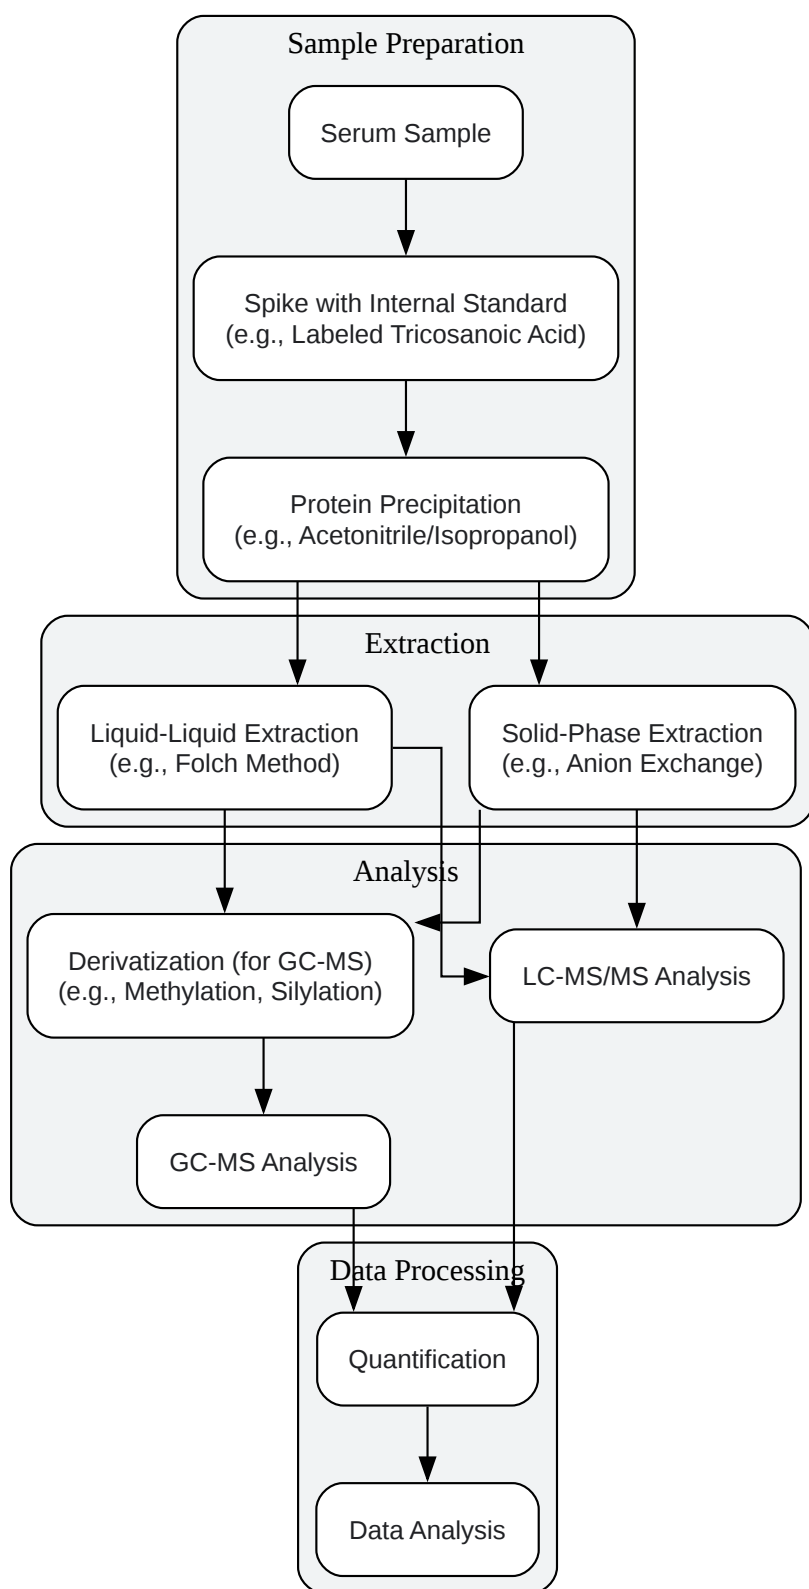 Sample Preparation
Serum Sample
Spike with Internal Standard
(e.g., Labeled Tricosanoic Acid)
Protein Precipitation
(e.g., Acetonitrile/Isopropanol)
Extraction
Liquid-Liquid Extraction
(e.g., Folch Method)
Solid-Phase Extraction
(e.g., Anion Exchange)
Analysis
Derivatization (for GC-MS)
(e.g., Methylation, Silylation)
LC-MS/MS Analysis
GC-MS Analysis
Data Processing
Quantification
Data Analysis